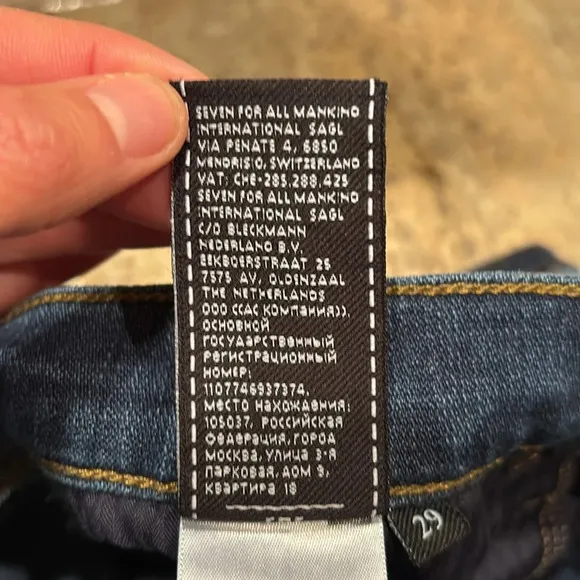 SEVEN FOR ALL MANKIND
INTERNATIONAL SAGL
VIA PENATE 4, 6850
MENDRISIO, SWITZERLAND
VAT: CHE-285.288.425
SEVEN FOR ALL MANKIND
INTERNATIONAL SAGL
C/O BLECKMANN
NEDERLAND B.V.
EEKBOERSTRAAT 25
7575 AV, OLDENZAAL
THE NETHERLANDS
ООО ССАС КОМПАНИЯ)).
ОСНОВНОЙ
ГОСУДАРСТВЕННЫЙ
РЕГИСТРАЦИОННЫЙ
НОМЕР:
1107746937374,
МЕСТО НАХОЖДЕНИЯ:
105037, РОССИЙСКАЯ
ФЕДЕРАЦИЯ, ГОРОД
МОСКВА, УЛИЦА 3-Я
ПАРКОВАЯ, ДОМ 9,
КВАРТИРА 18
29